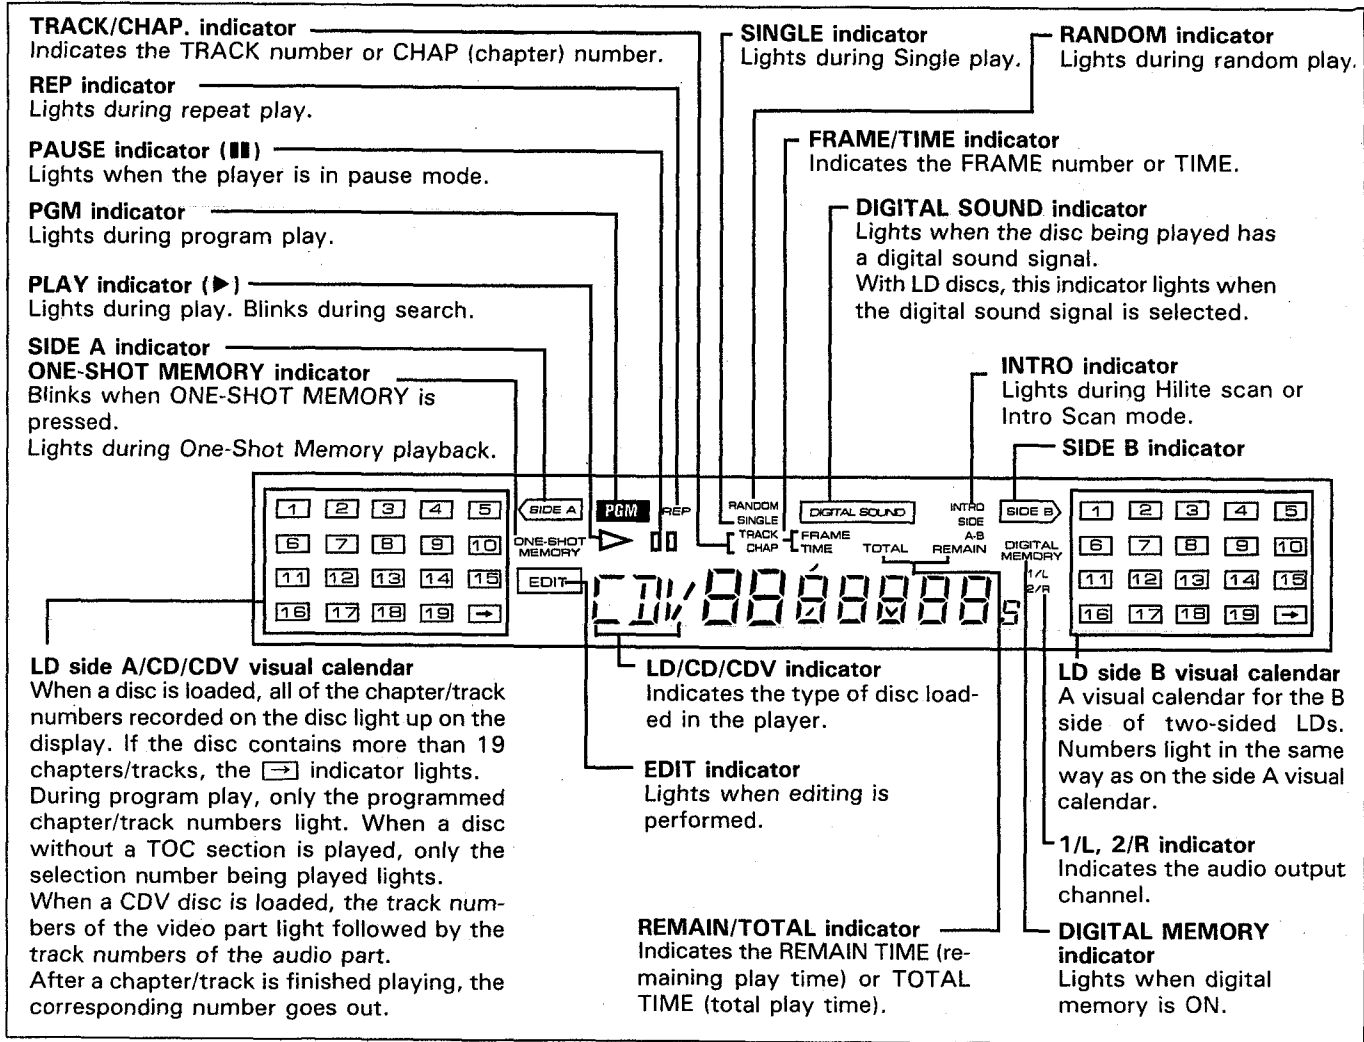 TRACK/CHAP. indicator
Indicates the TRACK number or CHAP (chapter) number.
REP indicator
Lights during repeat play.
PAUSE indicator (▮▮)
Lights when the player is in pause mode.
PGM indicator
Lights during program play.
PLAY indicator (▶)
Lights during play. Blinks during search.
SIDE A indicator
ONE-SHOT MEMORY indicator
Blinks when ONE-SHOT MEMORY is
pressed.
Lights during One-Shot Memory playback.
SINGLE indicator
Lights during Single play.
RANDOM indicator
Lights during random play.
FRAME/TIME indicator
Indicates the FRAME number or TIME.
DIGITAL SOUND indicator
Lights when the disc being played has
a digital sound signal.
With LD discs, this indicator lights when
the digital sound signal is selected.
INTRO indicator
Lights during Hilite scan or
Intro Scan mode.
SIDE B indicator
1 2 3 4 5
6 7 8 9 10
11 12 13 14 15
16 17 18 19 →
SIDE A
PGM
REP
ONE-SHOT
MEMORY
EDIT
RANDOM
SINGLE
TRACK
CHAP
FRAME
TIME
DIGITAL SOUND
TOTAL
INTRO
SIDE
A-B
REMAIN
SIDE B
DIGITAL
MEMORY
1/L
2/R
CDV 88 8 8 8 8 S
1 2 3 4 5
6 7 8 9 10
11 12 13 14 15
16 17 18 19 →
LD side A/CD/CDV visual calendar
When a disc is loaded, all of the chapter/track
numbers recorded on the disc light up on the
display. If the disc contains more than 19
chapters/tracks, the → indicator lights.
During program play, only the programmed
chapter/track numbers light. When a disc
without a TOC section is played, only the
selection number being played lights.
When a CDV disc is loaded, the track num-
bers of the video part light followed by the
track numbers of the audio part.
After a chapter/track is finished playing, the
corresponding number goes out.
LD/CD/CDV indicator
Indicates the type of disc load-
ed in the player.
EDIT indicator
Lights when editing is
performed.
REMAIN/TOTAL indicator
Indicates the REMAIN TIME (re-
maining play time) or TOTAL
TIME (total play time).
LD side B visual calendar
A visual calendar for the B
side of two-sided LDs.
Numbers light in the same
way as on the side A visual
calendar.
1/L, 2/R indicator
Indicates the audio output
channel.
DIGITAL MEMORY
indicator
Lights when digital
memory is ON.